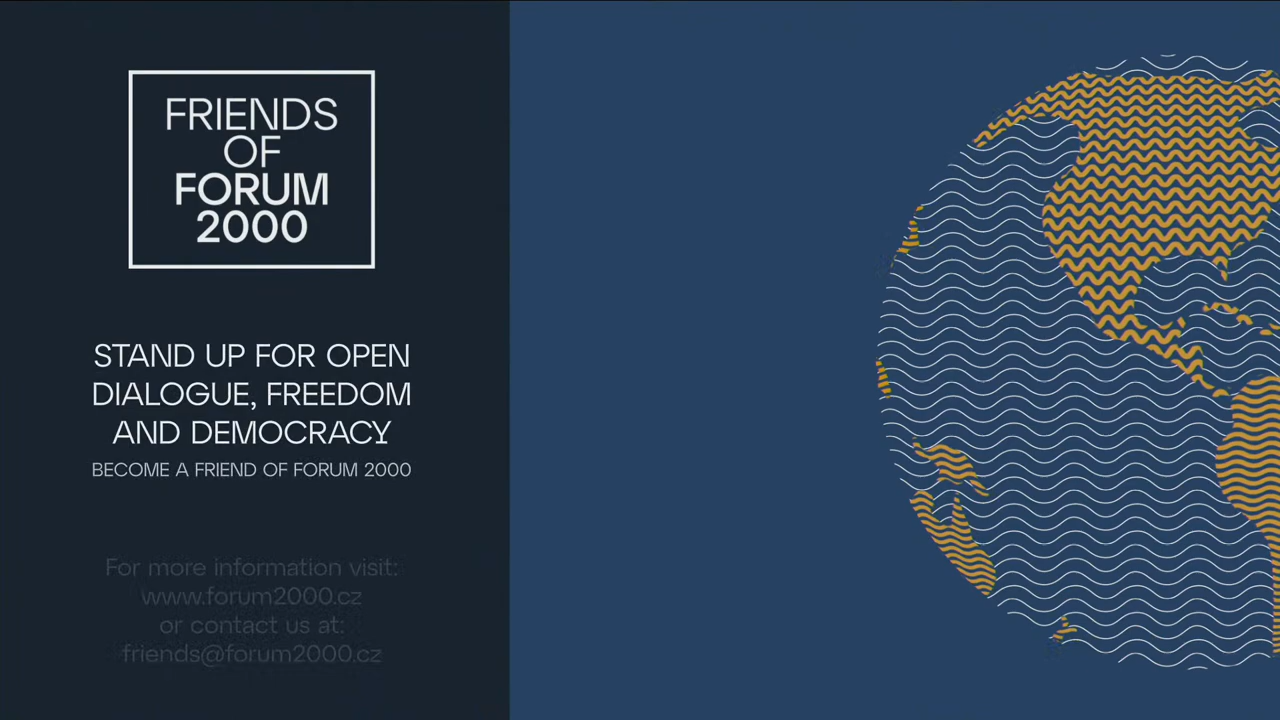 FRIENDS
OF
FORUM
2000
STAND UP FOR OPEN
DIALOGUE, FREEDOM
AND DEMOCRACY
BECOME A FRIEND OF FORUM 2000
For more information visit:
www.forum2000.cz
or contact us at:
friends@forum2000.cz